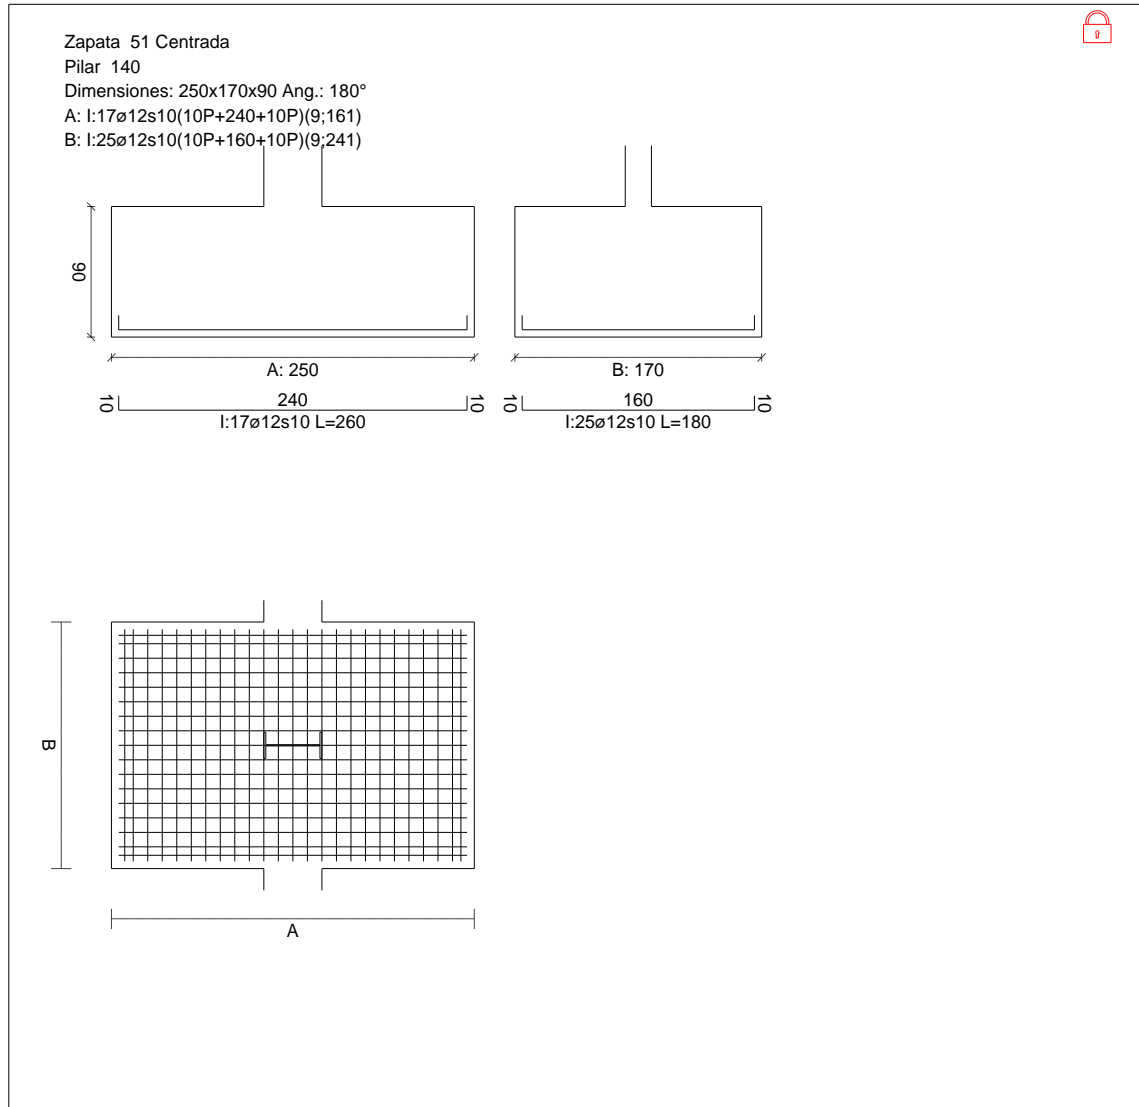 Zapata 51 Centrada
Pilar 140
Dimensiones: 250x170x90 Ang.: 180°
A: I:17ø12s10(10P+240+10P)(9;161)
B: I:25ø12s10(10P+160+10P)(9;241)
90
A: 250
B: 170
10 240 10
I:17ø12s10 L=260
10 160 10
I:25ø12s10 L=180
B
A